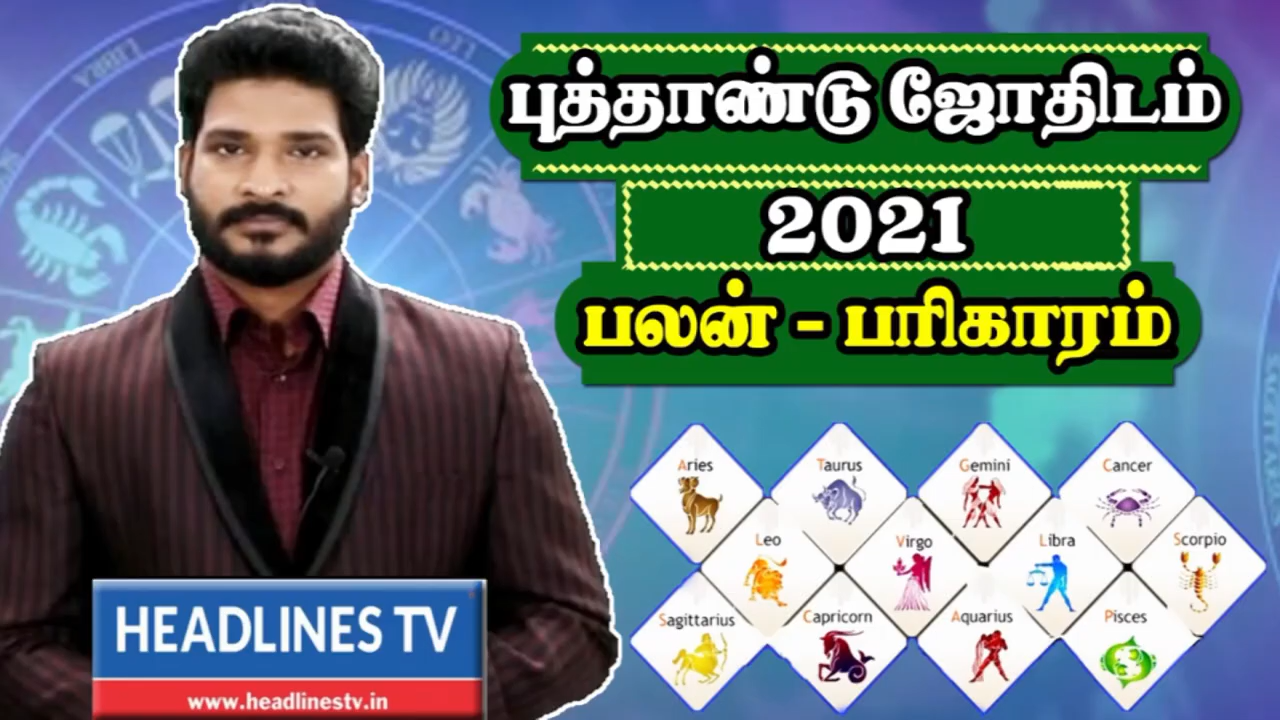 LIBRA
புத்தாண்டு ஜோதிடம்
2021
பலன் - பரிகாரம்
Aries
Taurus
Gemini
Cancer
Leo
Virgo
Libra
Scorpio
Sagittarius
Capricorn
Aquarius
Pisces
HEADLINES TV
www.headlinestv.in